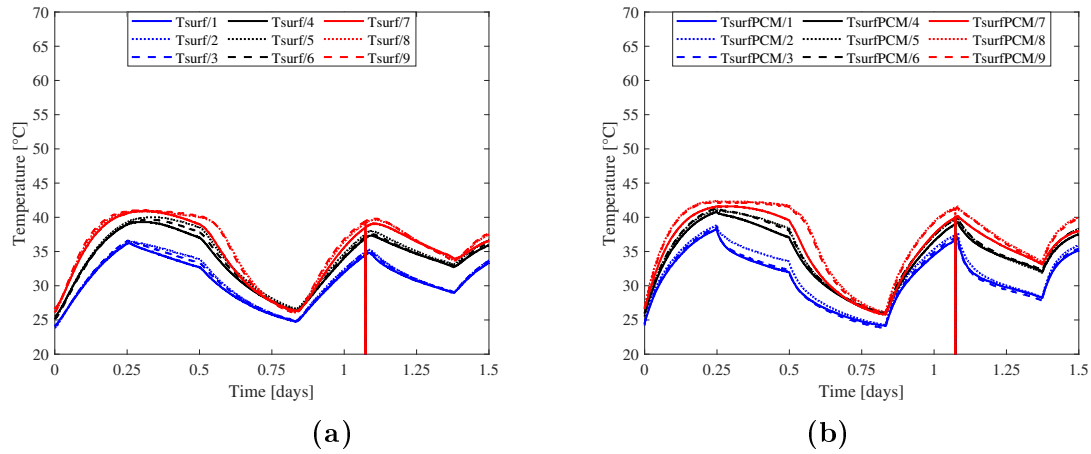 70
65
60
55
50
45
40
35
30
25
20
Temperature [°C]
Tsurf/1 Tsurf/4 Tsurf/7
Tsurf/2 Tsurf/5 Tsurf/8
Tsurf/3 Tsurf/6 Tsurf/9
0 0.25 0.5 0.75 1 1.25 1.5
Time [days]
(a)
70
65
60
55
50
45
40
35
30
25
20
Temperature [°C]
TsurfPCM/1 TsurfPCM/4 TsurfPCM/7
TsurfPCM/2 TsurfPCM/5 TsurfPCM/8
TsurfPCM/3 TsurfPCM/6 TsurfPCM/9
0 0.25 0.5 0.75 1 1.25 1.5
Time [days]
(b)